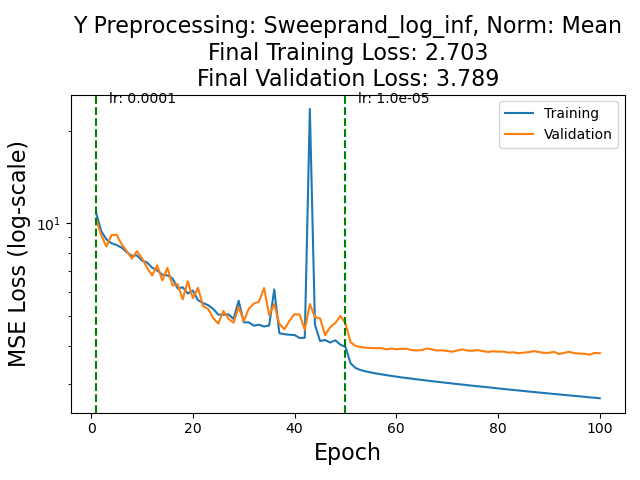 Y Preprocessing: Sweeprand_log_inf, Norm: Mean
Final Training Loss: 2.703
Final Validation Loss: 3.789
lr: 0.0001
lr: 1.0e-05
Training
Validation
MSE Loss (log-scale)
10¹
0 20 40 60 80 100
Epoch